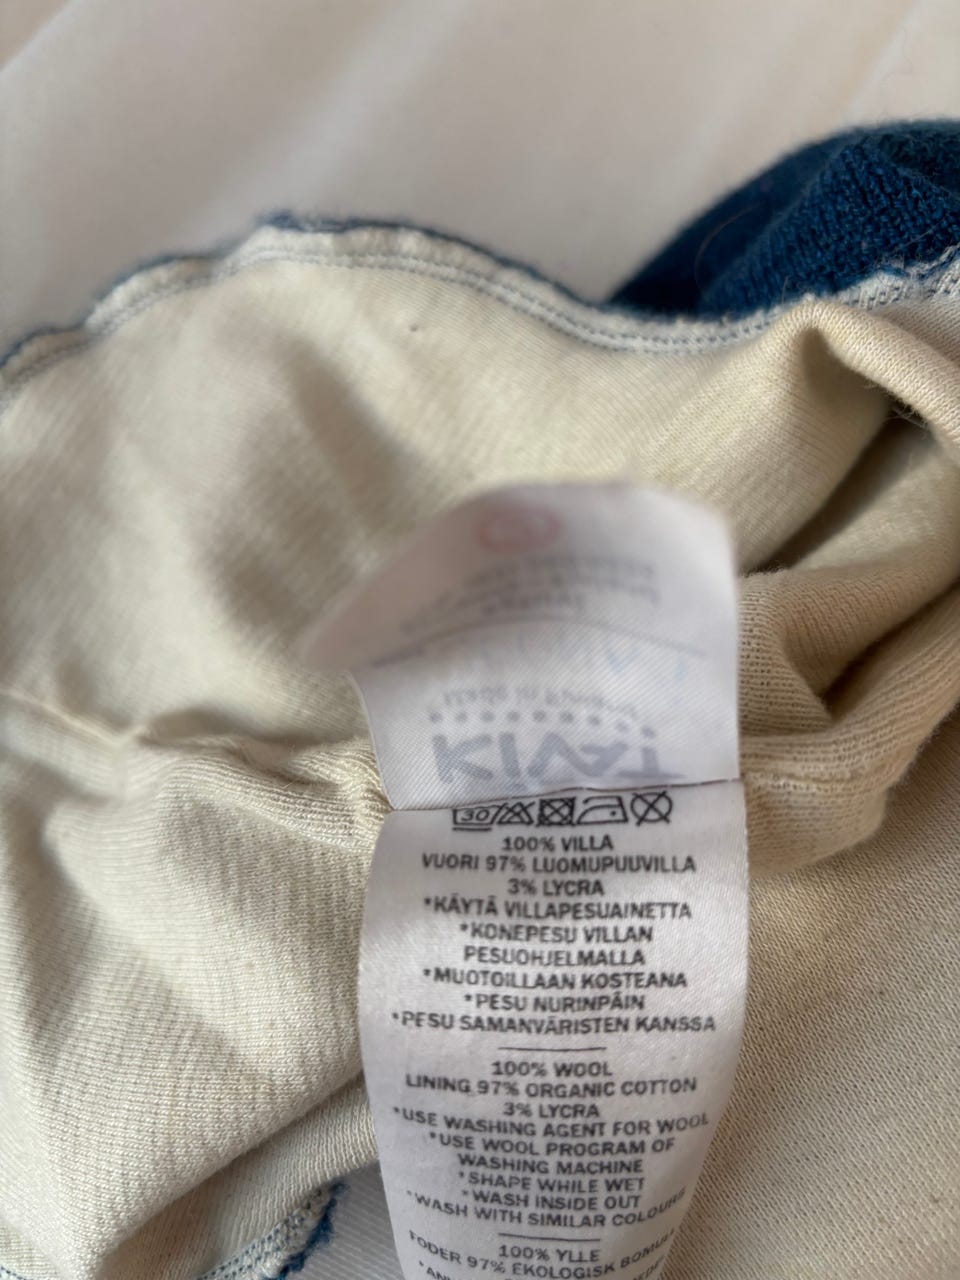 KIVAT
30
100% VILLA
VUORI 97% LUOMUPUUVILLA
3% LYCRA
*KÄYTÄ VILLAPESUAINETTA
*KONEPESU VILLAN
PESUOHJELMALLA
*MUOTOILLAAN KOSTEANA
*PESU NURINPÄIN
*PESU SAMANVÄRISTEN KANSSA
100% WOOL
LINING 97% ORGANIC COTTON
3% LYCRA
*USE WASHING AGENT FOR WOOL
*USE WOOL PROGRAM OF
WASHING MACHINE
*SHAPE WHILE WET
*WASH INSIDE OUT
*WASH WITH SIMILAR COLOURS
100% YLLE
FODER 97% EKOLOGISK